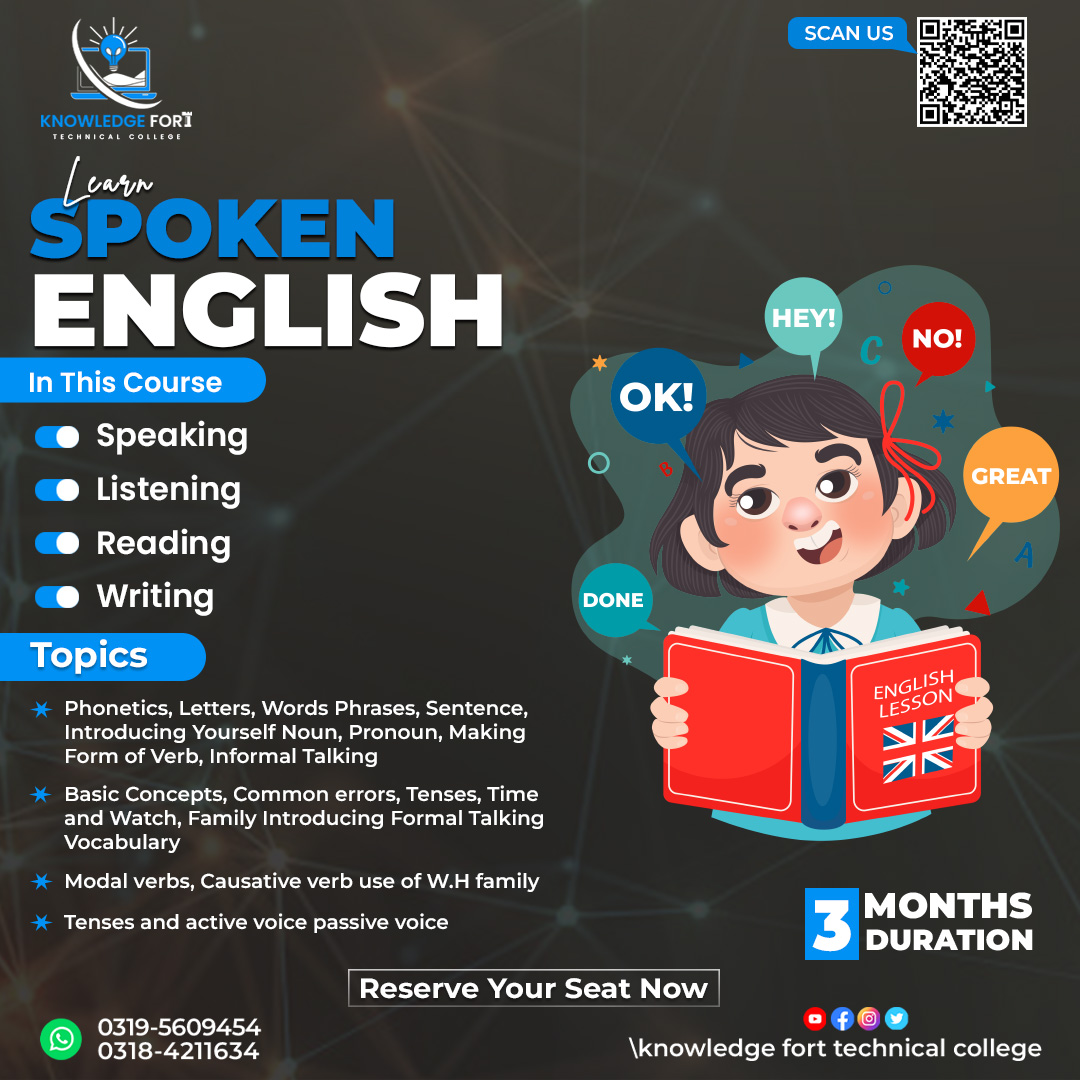 KNOWLEDGE FORT
TECHNICAL COLLEGE
SCAN US
Learn
SPOKEN
ENGLISH
In This Course
Speaking
Listening
Reading
Writing
Topics
Phonetics, Letters, Words Phrases, Sentence,
Introducing Yourself Noun, Pronoun, Making
Form of Verb, Informal Talking
Basic Concepts, Common errors, Tenses, Time
and Watch, Family Introducing Formal Talking
Vocabulary
Modal verbs, Causative verb use of W.H family
Tenses and active voice passive voice
HEY!
NO!
OK!
C
B
GREAT
A
DONE
ENGLISH
LESSON
3 MONTHS
DURATION
Reserve Your Seat Now
0319-5609454
0318-4211634
\knowledge fort technical college